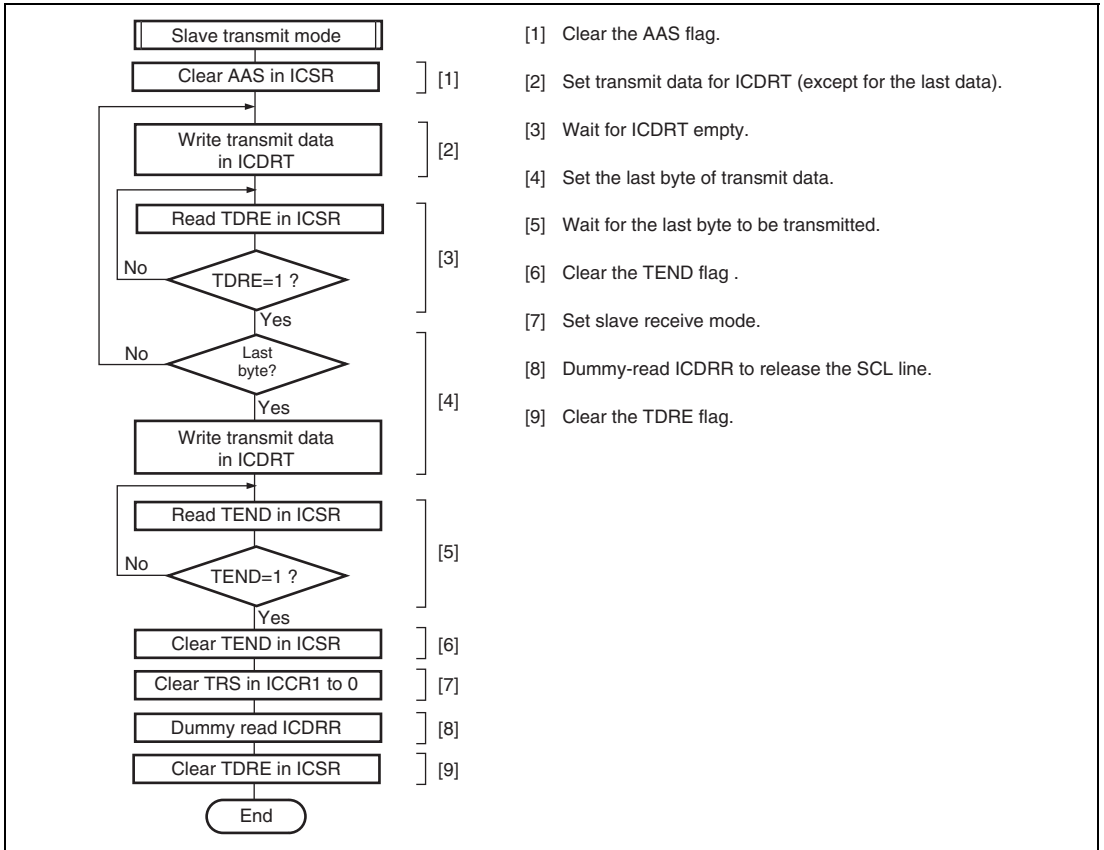 Slave transmit mode
Clear AAS in ICSR
[1]
Write transmit data
in ICDRT
[2]
Read TDRE in ICSR
No
TDRE=1 ?
[3]
Yes
No
Last
byte?
Yes
[4]
Write transmit data
in ICDRT
Read TEND in ICSR
No
TEND=1 ?
[5]
Yes
Clear TEND in ICSR
[6]
Clear TRS in ICCR1 to 0
[7]
Dummy read ICDRR
[8]
Clear TDRE in ICSR
[9]
End
[1] Clear the AAS flag.
[2] Set transmit data for ICDRT (except for the last data).
[3] Wait for ICDRT empty.
[4] Set the last byte of transmit data.
[5] Wait for the last byte to be transmitted.
[6] Clear the TEND flag .
[7] Set slave receive mode.
[8] Dummy-read ICDRR to release the SCL line.
[9] Clear the TDRE flag.